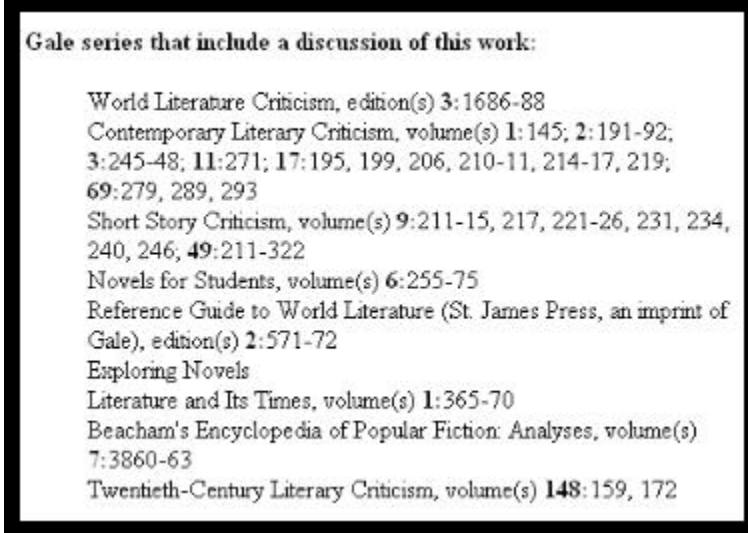 Gale series that include a discussion of this work:
World Literature Criticism, edition(s) 3:1686-88
Contemporary Literary Criticism, volume(s) 1:145; 2:191-92;
3:245-48; 11:271; 17:195, 199, 206, 210-11, 214-17, 219;
69:279, 289, 293
Short Story Criticism, volume(s) 9:211-15, 217, 221-26, 231, 234,
240, 246; 49:211-322
Novels for Students, volume(s) 6:255-75
Reference Guide to World Literature (St. James Press, an imprint of
Gale), edition(s) 2:571-72
Exploring Novels
Literature and Its Times, volume(s) 1:365-70
Beacham's Encyclopedia of Popular Fiction: Analyses, volume(s)
7:3860-63
Twentieth-Century Literary Criticism, volume(s) 148:159, 172